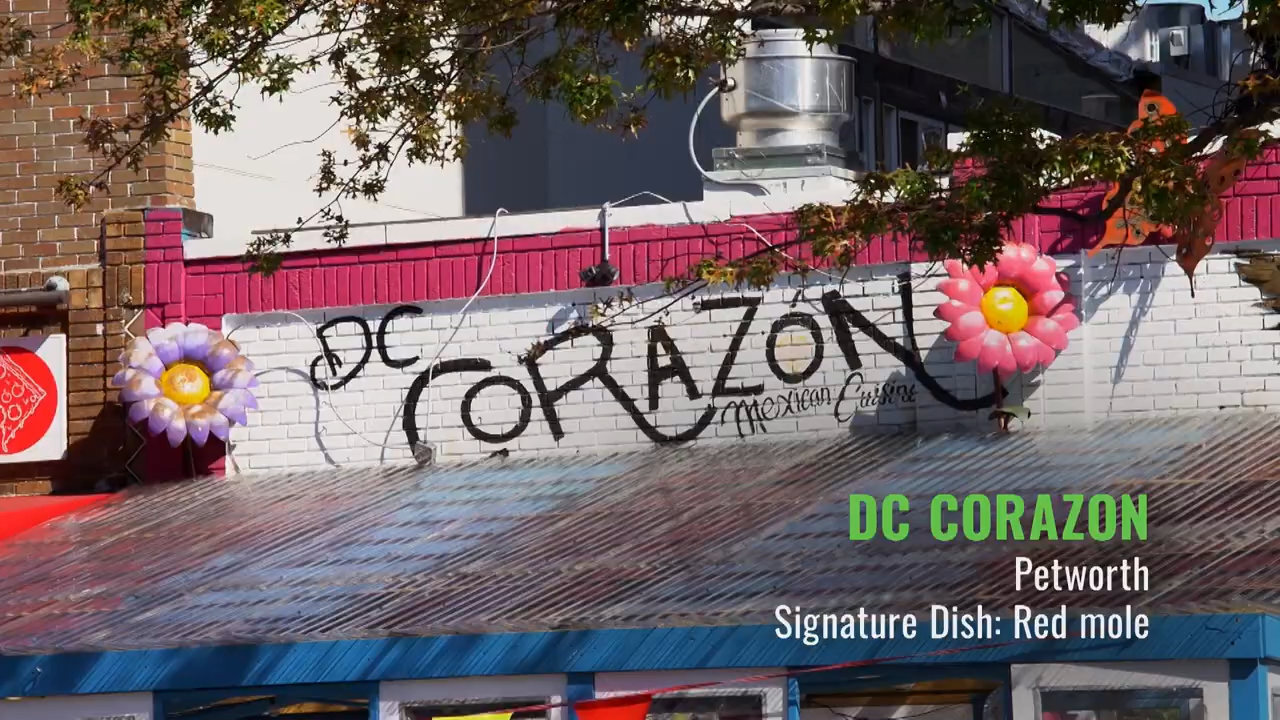 DC
CORAZÓN
Mexican Cuisine
DC CORAZON
Petworth
Signature Dish: Red mole